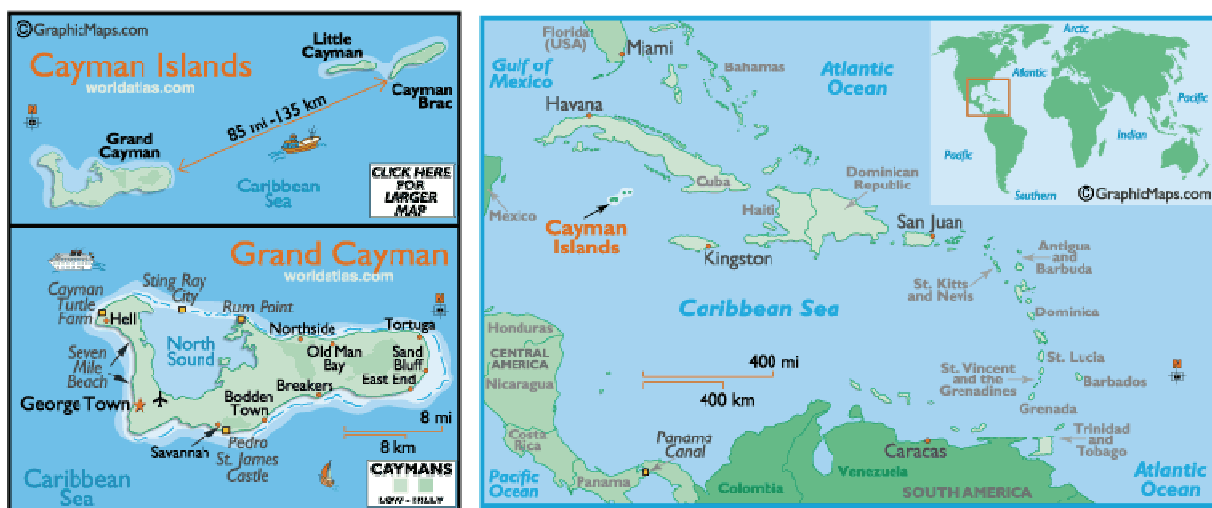 ©GraphicMaps.com
Cayman Islands
worldatlas.com
Little
Cayman
Cayman
Brac
85 mi -135 km
Grand
Cayman
Caribbean
Sea
CLICK HERE
FOR
LARGER
MAP
Grand Cayman
worldatlas.com
Sting Ray
City
Cayman
Turtle
Farm
Hell
Rum Point
Northside
Tortuga
North
Sound
Old Man
Bay
Sand
Bluff
Seven
Mile
Beach
East End
Breakers
George Town
Bodden
Town
8 mi
8 km
Savannah
Pedro
St. James
Castle
Caribbean
Sea
CAYMANS
LOW - HILLY
Florida
(USA)
Miami
Gulf of
Mexico
Bahamas
Atlantic
Ocean
Havana
Cuba
Dominican
Republic
Mexico
Haiti
Cayman
Islands
San Juan
Kingston
Antigua
and
Barbuda
St. Kitts
and Nevis
Caribbean Sea
Dominica
Honduras
CENTRAL
AMERICA
Nicaragua
400 mi
400 km
St. Lucia
St. Vincent
and the
Grenadines
Barbados
Grenada
Costa
Rica
Panama
Canal
Caracas
Trinidad
and
Tobago
Pacific
Ocean
Panama
Venezuela
Colombia
SOUTH AMERICA
Atlantic
Ocean
Arctic
Atlantic
Pacific
Indian
Pacific
Southern
©GraphicMaps.com